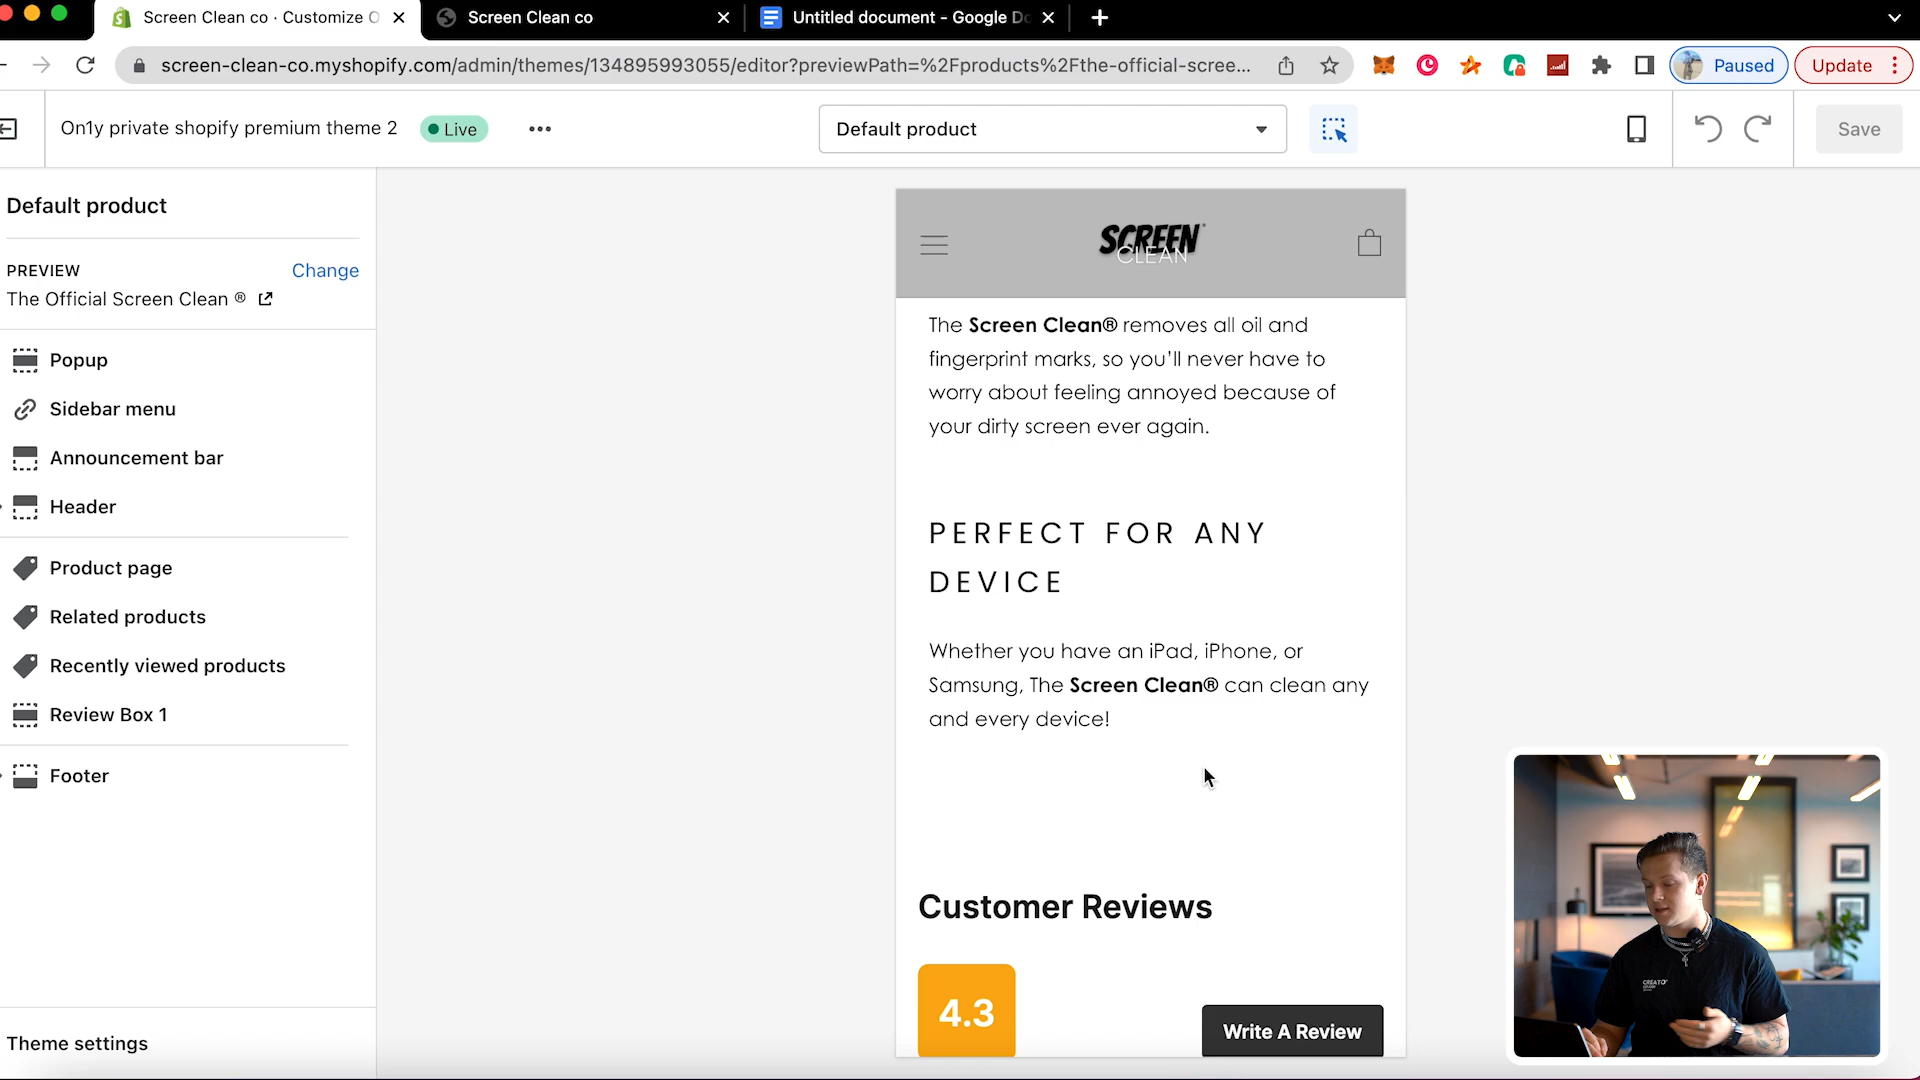 Screen Clean co · Customize O
Screen Clean co
Untitled document - Google Do
screen-clean-co.myshopify.com/admin/themes/134895993055/editor?previewPath=%2Fproducts%2Fthe-official-scree...
Paused
Update
On1y private shopify premium theme 2
Live
Default product
Save
Default product
PREVIEW
Change
The Official Screen Clean ®
Popup
Sidebar menu
Announcement bar
Header
Product page
Related products
Recently viewed products
Review Box 1
Footer
Theme settings
SCREEN
CLEAN
The Screen Clean® removes all oil and
fingerprint marks, so you'll never have to
worry about feeling annoyed because of
your dirty screen ever again.
PERFECT FOR ANY
DEVICE
Whether you have an iPad, iPhone, or
Samsung, The Screen Clean® can clean any
and every device!
Customer Reviews
4.3
Write A Review